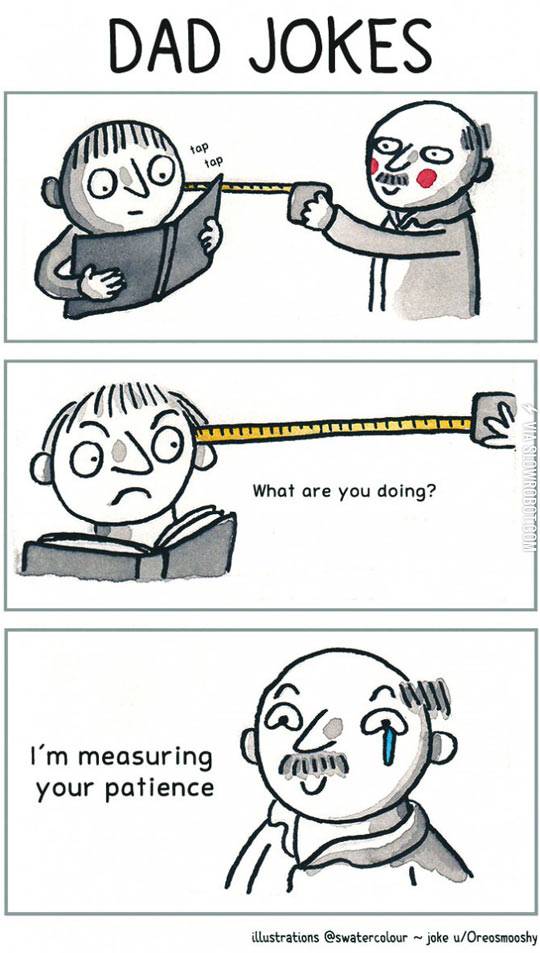 DAD JOKES
tap
tap
What are you doing?
VIA SLOWROBOT.COM
I'm measuring
your patience
illustrations @swatercolour ~ joke u/Oreosmooshy